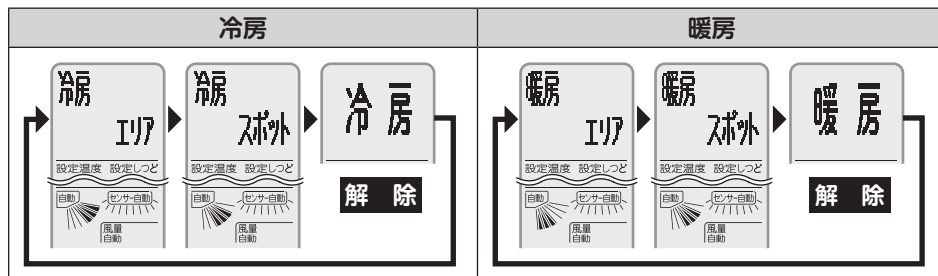 冷房
暖房
冷房
エリア
設定温度 設定しつど
自動 センサー自動
風量
自動
冷房
スポット
設定温度 設定しつど
自動 センサー自動
風量
自動
冷房
解除
暖房
エリア
設定温度 設定しつど
自動 センサー自動
風量
自動
暖房
スポット
設定温度 設定しつど
自動 センサー自動
風量
自動
暖房
解除